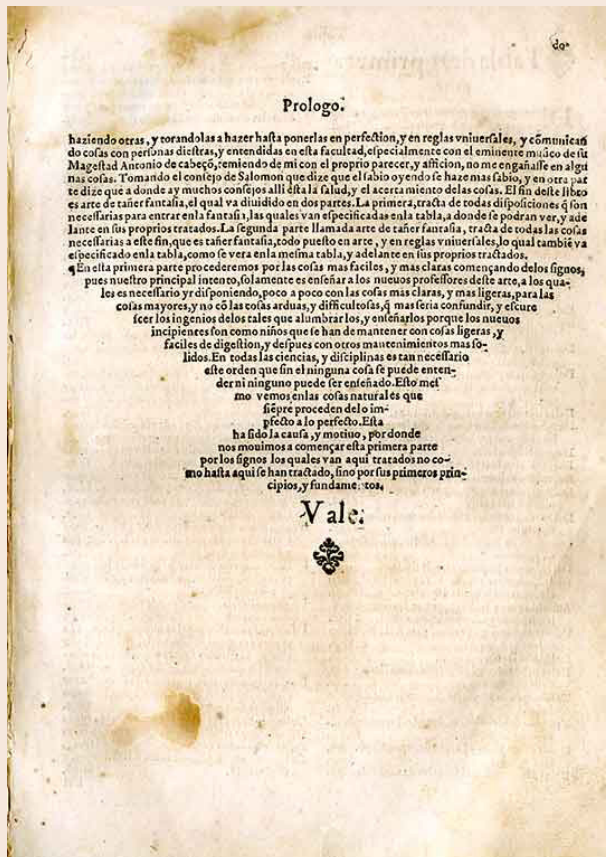 do.
Prologo.
haziendo otras, y tornandolas a hazer hasta ponerlas en perfection, y en reglas vniuersales, y cõmunican
do cosas con personas diestras, y entendidas en esta facultad, especialmente con el eminente musico de su
Magestad Antonio de cabeçõ, temiendo de mi con el proprio parecer, y afficion, no me engañasse en algu
nas cosas. Tomando el consejo de Salomon que dize que el sabio oyendo se haze mas sabio, y en otra par
te dize que a donde ay muchos consejos alli esta la salud, y el acertamiento delas cosas. El fin deste libro
es arte de tañer fantasia, el qual va diuidido en dos partes. La primera, tracta de todas disposiciones q̃ son
necessarias para entrar enla fantasia, las quales van especificadas enla tabla, a donde se podran ver, y ade
lante en sus proprios tratados. La segunda parte llamada arte de tañer fantasia, tracta de todas las cosas
necessarias a este fin, que es tañer fantasia, todo puesto en arte, y en reglas vniuersales, lo qual tambiẽ va
especificado enla tabla, como se vera enla mesma tabla, y adelante en sus proprios tractados.
¶ En esta primera parte procederemos por las cosas mas faciles, y mas claras començando delos signos,
pues nuestro principal intento, solamente es enseñar a los nueuos professores deste arte, a los qua-
les es necessario yr disponiendo, poco a poco con las cosas mas claras, y mas ligeras, para las
cosas mayores, y no cõ las cosas arduas, y difficultosas, q̃ mas seria confundir, y escure
scer los ingenios delos tales que alumbrar los, y enseñarlos porque los nueuos
incipientes son como niños que se han de mantener con cosas ligeras, y
faciles de digestion, y despues con otros mantenimientos mas so-
lidos. En todas las ciencias, y disciplinas es tan necessario
este orden que sin el ninguna cosa se puede enten-
der ni ninguno puede ser enseñado. Esto mes
mo vemos enlas cosas naturales que
siẽpre proceden delo im-
pfecto a lo perfecto. Esta
ha sido la causa, y motiuo, por donde
nos mouimos a començar esta primera parte
por los signos los quales van aqui tratados no co-
mo hasta aqui se han tractado, sino por sus primeros prin-
cipios, y fundamentos,
Vale.